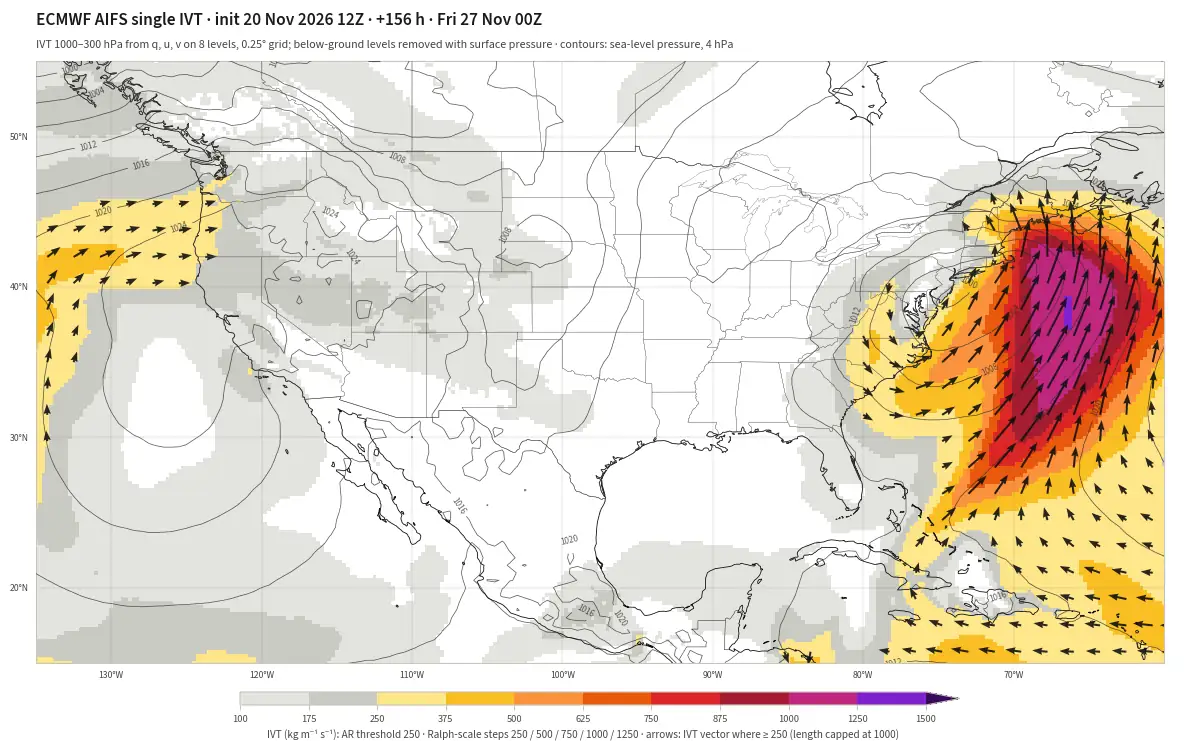 ECMWF AIFS single IVT · init 20 Nov 2026 12Z · +156 h · Fri 27 Nov 00Z
IVT 1000–300 hPa from q, u, v on 8 levels, 0.25° grid; below-ground levels removed with surface pressure · contours: sea-level pressure, 4 hPa
1004
50°N
1012
1008
1016
1020
1024
1024
1008
1024
40°N
1012
1000
1008
1020
30°N
1016
1020
20°N
1016
1020
1016
1012
130°W 120°W 110°W 100°W 90°W 80°W 70°W
100 175 250 375 500 625 750 875 1000 1250 1500
IVT (kg m⁻¹ s⁻¹): AR threshold 250 · Ralph-scale steps 250 / 500 / 750 / 1000 / 1250 · arrows: IVT vector where ≥ 250 (length capped at 1000)